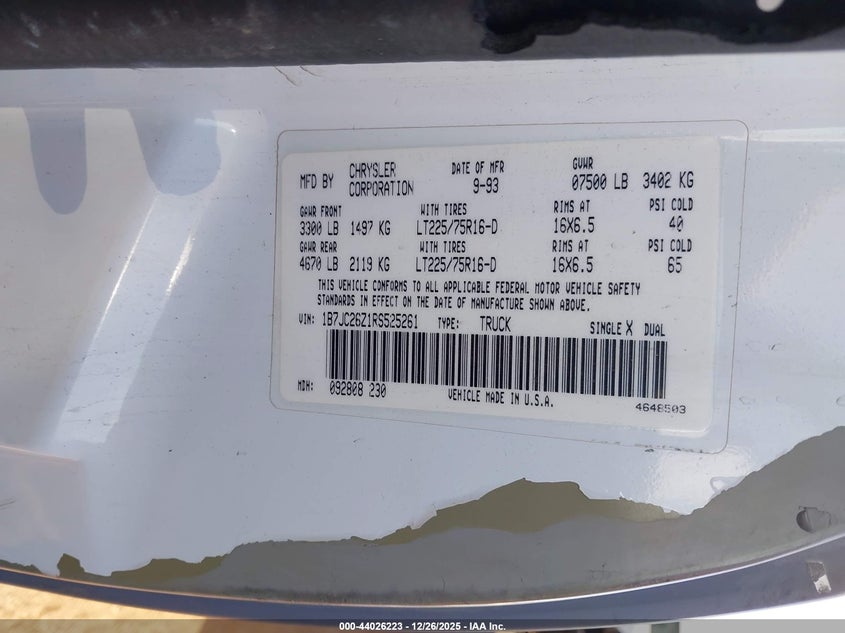 MFD BY CHRYSLER CORPORATION DATE OF MFR 9-93 GVWR 07500 LB 3402 KG
GAWR FRONT WITH TIRES RIMS AT PSI COLD
3300 LB 1497 KG LT225/75R16-D 16X6.5 40
GAWR REAR WITH TIRES RIMS AT PSI COLD
4670 LB 2119 KG LT225/75R16-D 16X6.5 65
THIS VEHICLE CONFORMS TO ALL APPLICABLE FEDERAL MOTOR VEHICLE SAFETY
STANDARDS IN EFFECT ON THE DATE OF MANUFACTURE SHOWN ABOVE.
VIN: 1B7JC26Z1RS525261 TYPE: TRUCK SINGLE X DUAL
MDH: 092808 230 VEHICLE MADE IN U.S.A. 4648503
000-44026223 - 12/26/2025 - IAA Inc.